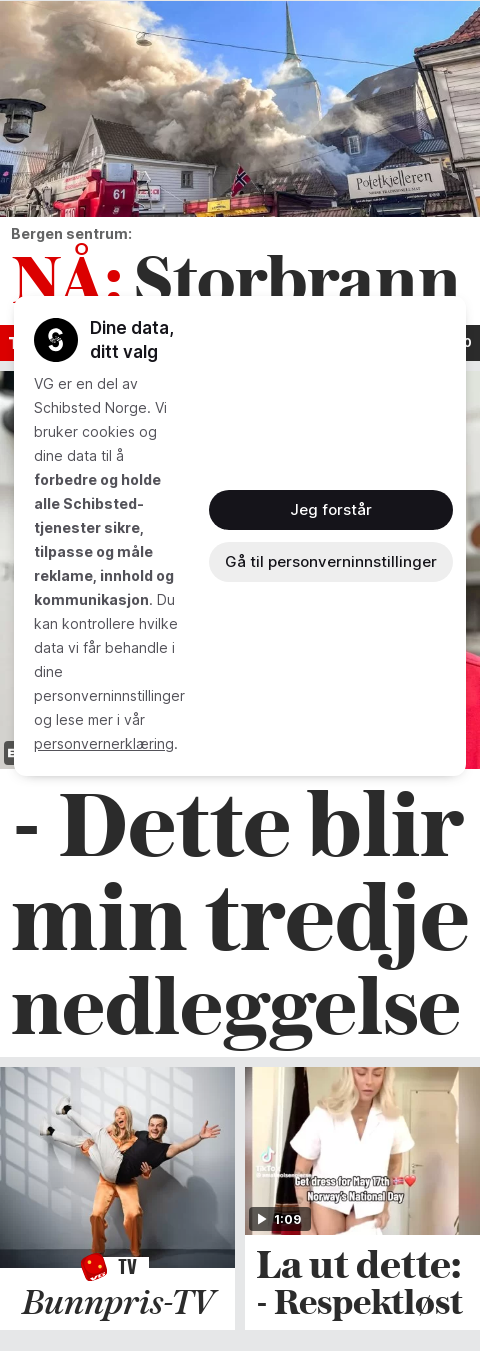 61
Poletkjelleren
Bergen sentrum:
NÅ: Storbrann
Dine data,
ditt valg
VG er en del av
Schibsted Norge. Vi
bruker cookies og
dine data til å
forbedre og holde
alle Schibsted-
tjenester sikre,
tilpasse og måle
reklame, innhold og
kommunikasjon. Du
kan kontrollere hvilke
data vi får behandle i
dine
personverninnstillinger
og lese mer i vår
personvernerklæring.
Jeg forstår
Gå til personverninnstillinger
- Dette blir
min tredje
nedleggelse
TV
Bunnpris-TV
TikTok
Get dress for May 17th 🇳🇴❤️
Norway's National Day
1:09
La ut dette:
- Respektløst